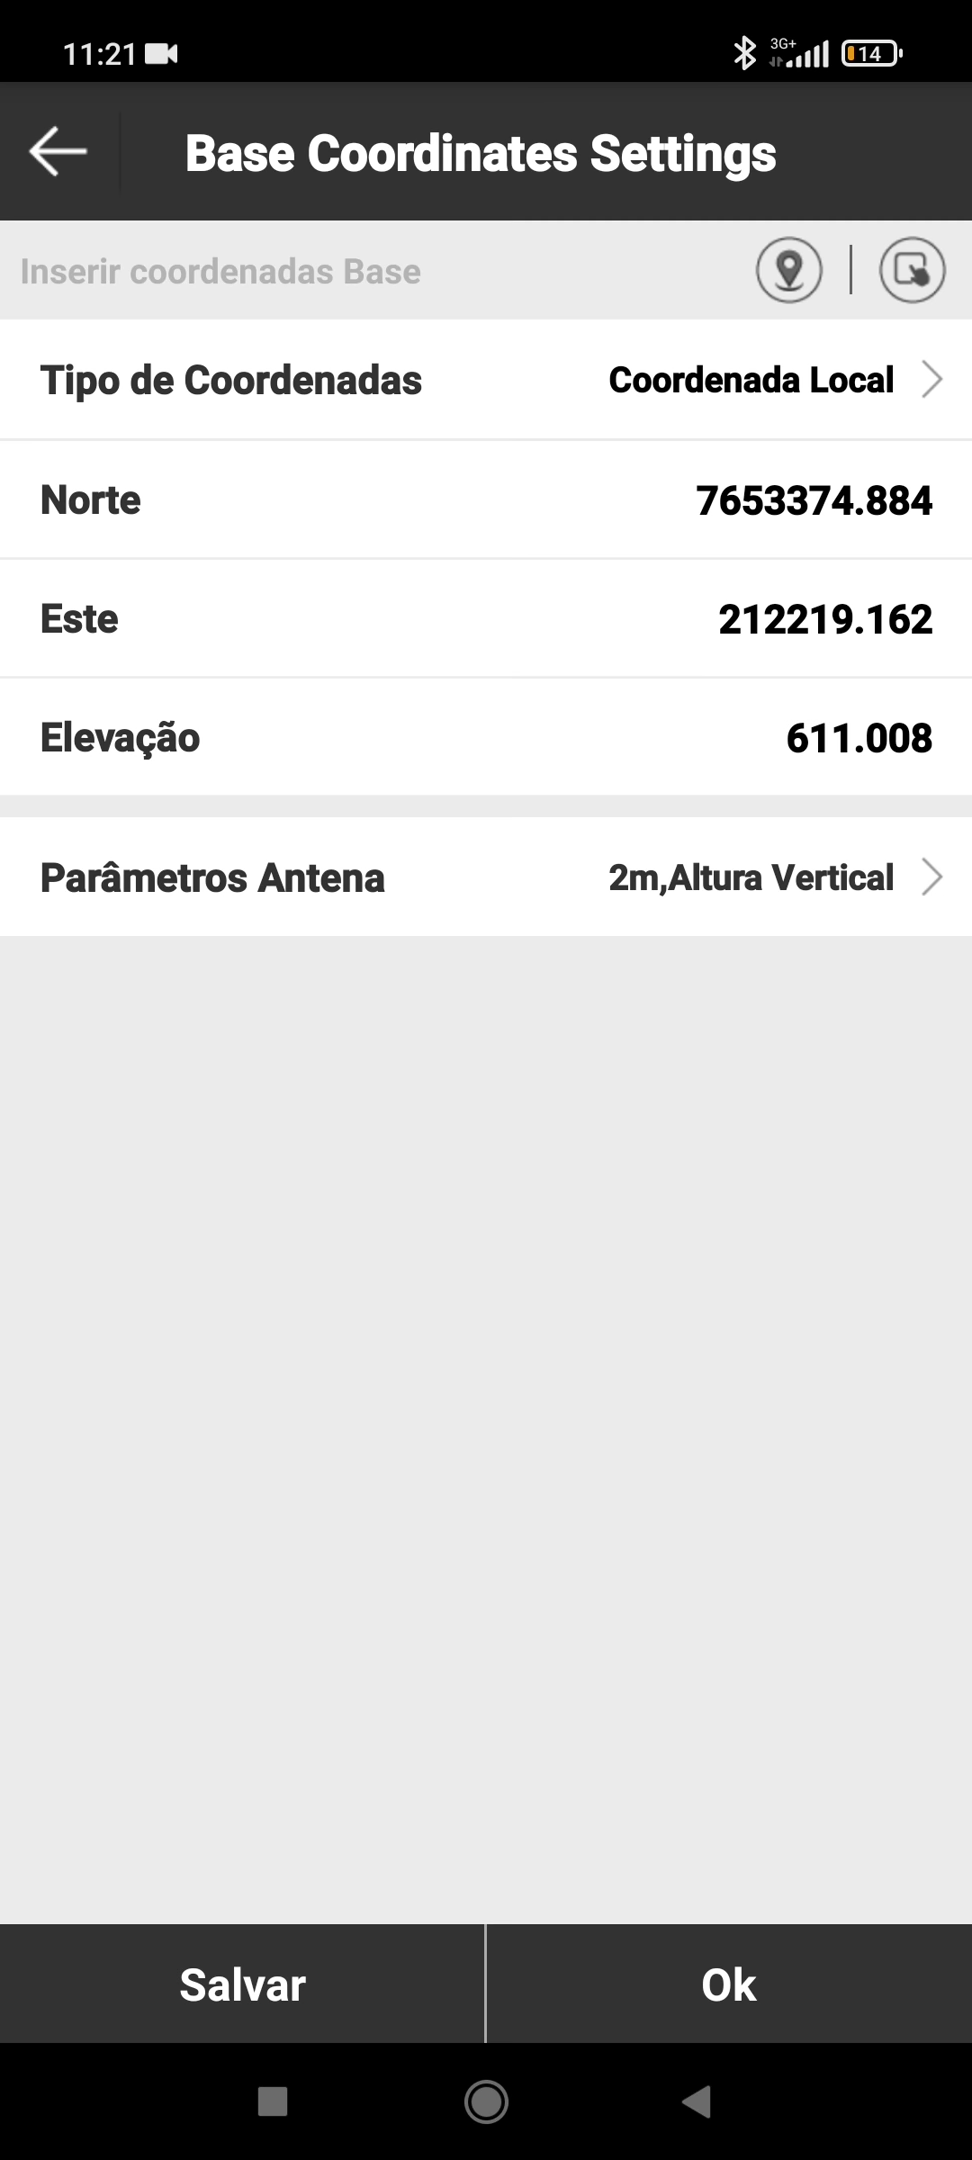 11:21
3G+
14
Base Coordinates Settings
Inserir coordenadas Base
Tipo de Coordenadas Coordenada Local
Norte 7653374.884
Este 212219.162
Elevação 611.008
Parâmetros Antena 2m,Altura Vertical
Salvar Ok